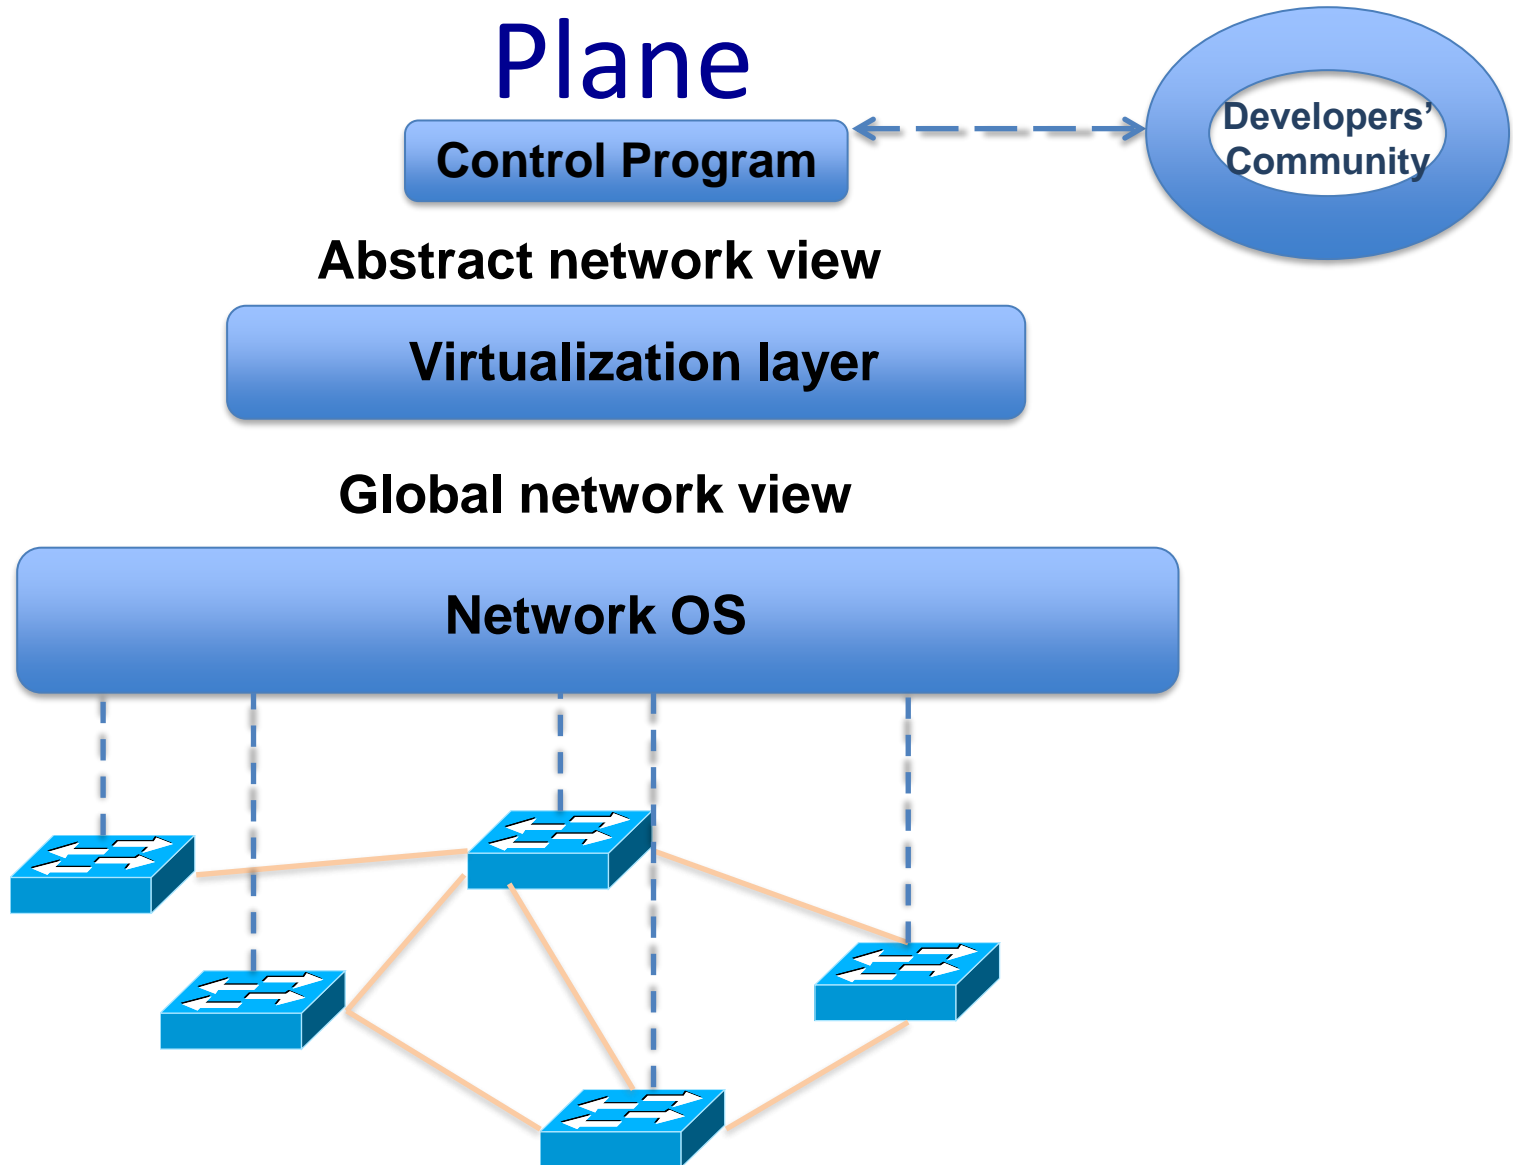 Plane
Control Program
Developers’
Community
Abstract network view
Virtualization layer
Global network view
Network OS